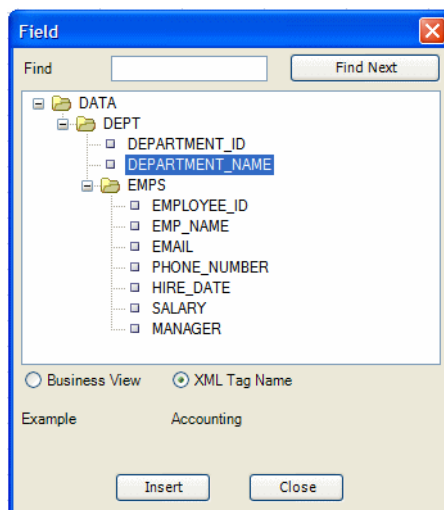 Field
Find Find Next
DATA
DEPT
DEPARTMENT_ID
DEPARTMENT_NAME
EMPS
EMPLOYEE_ID
EMP_NAME
EMAIL
PHONE_NUMBER
HIRE_DATE
SALARY
MANAGER
Business View XML Tag Name
Example Accounting
Insert Close